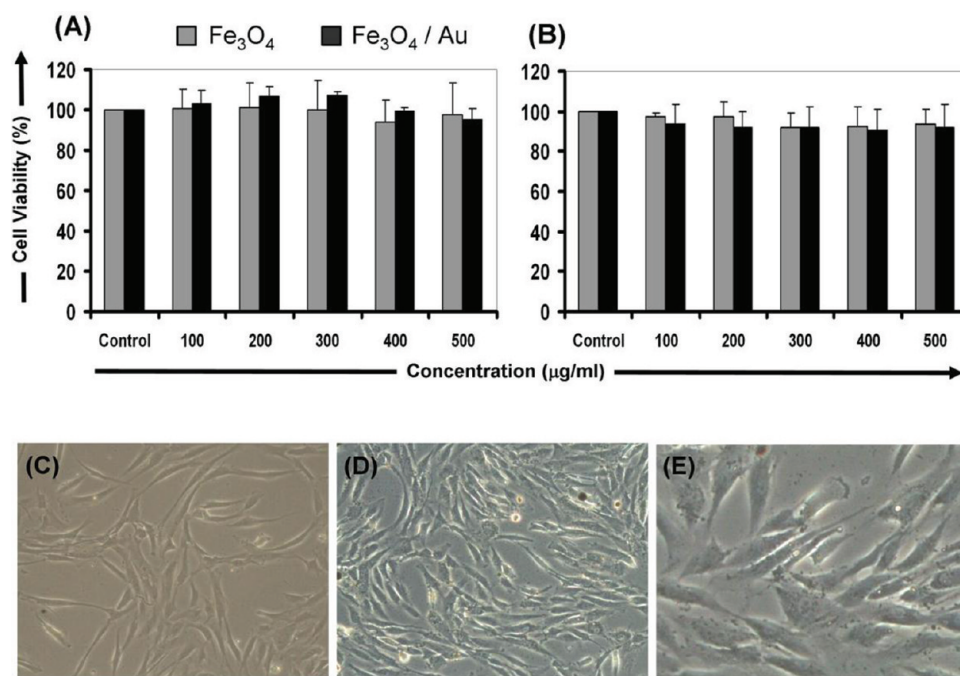 (A)
Fe₃O₄
Fe₃O₄ / Au
(B)
Cell Viability (%)
120
100
80
60
40
20
0
Control 100 200 300 400 500
120
100
80
60
40
20
0
Control 100 200 300 400 500
Concentration (μg/ml)
(C)
(D)
(E)